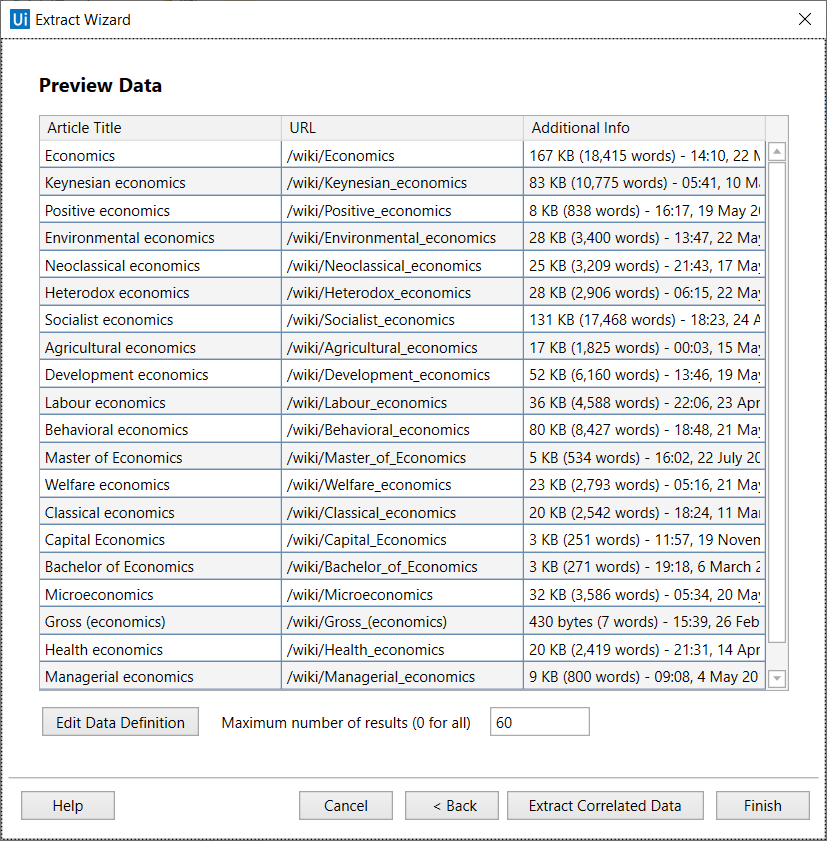 Ui Extract Wizard
Preview Data
Article Title URL Additional Info
Economics /wiki/Economics 167 KB (18,415 words) - 14:10, 22
Keynesian economics /wiki/Keynesian_economics 83 KB (10,775 words) - 05:41, 10
Positive economics /wiki/Positive_economics 8 KB (838 words) - 16:17, 19 May
Environmental economics /wiki/Environmental_economics 28 KB (3,400 words) - 13:47, 22 May
Neoclassical economics /wiki/Neoclassical_economics 25 KB (3,209 words) - 21:43, 17 May
Heterodox economics /wiki/Heterodox_economics 28 KB (2,906 words) - 06:15, 22 May
Socialist economics /wiki/Socialist_economics 131 KB (17,468 words) - 18:23, 24
Agricultural economics /wiki/Agricultural_economics 17 KB (1,825 words) - 00:03, 15 May
Development economics /wiki/Development_economics 52 KB (6,160 words) - 13:46, 19 May
Labour economics /wiki/Labour_economics 36 KB (4,588 words) - 22:06, 23 Apr
Behavioral economics /wiki/Behavioral_economics 80 KB (8,427 words) - 18:48, 21 May
Master of Economics /wiki/Master_of_Economics 5 KB (534 words) - 16:02, 22 July
Welfare economics /wiki/Welfare_economics 23 KB (2,793 words) - 05:16, 21 May
Classical economics /wiki/Classical_economics 20 KB (2,542 words) - 18:24, 11 Mar
Capital Economics /wiki/Capital_Economics 3 KB (251 words) - 11:57, 19 Novem
Bachelor of Economics /wiki/Bachelor_of_Economics 3 KB (271 words) - 19:18, 6 March
Microeconomics /wiki/Microeconomics 32 KB (3,586 words) - 05:34, 20 May
Gross (economics) /wiki/Gross_(economics) 430 bytes (7 words) - 15:39, 26 Feb
Health economics /wiki/Health_economics 20 KB (2,419 words) - 21:31, 14 Apr
Managerial economics /wiki/Managerial_economics 9 KB (800 words) - 09:08, 4 May 20
Edit Data Definition Maximum number of results (0 for all) 60
Help Cancel < Back Extract Correlated Data Finish